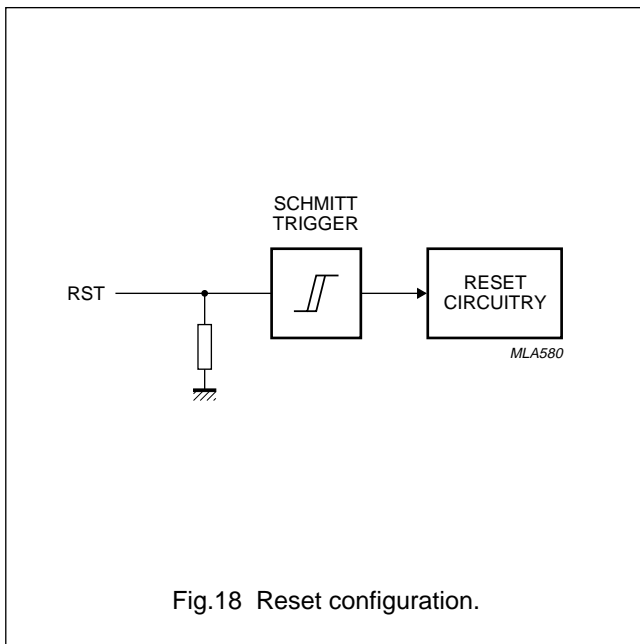 SCHMITT
TRIGGER
RST
RESET
CIRCUITRY
MLA580
Fig.18 Reset configuration.